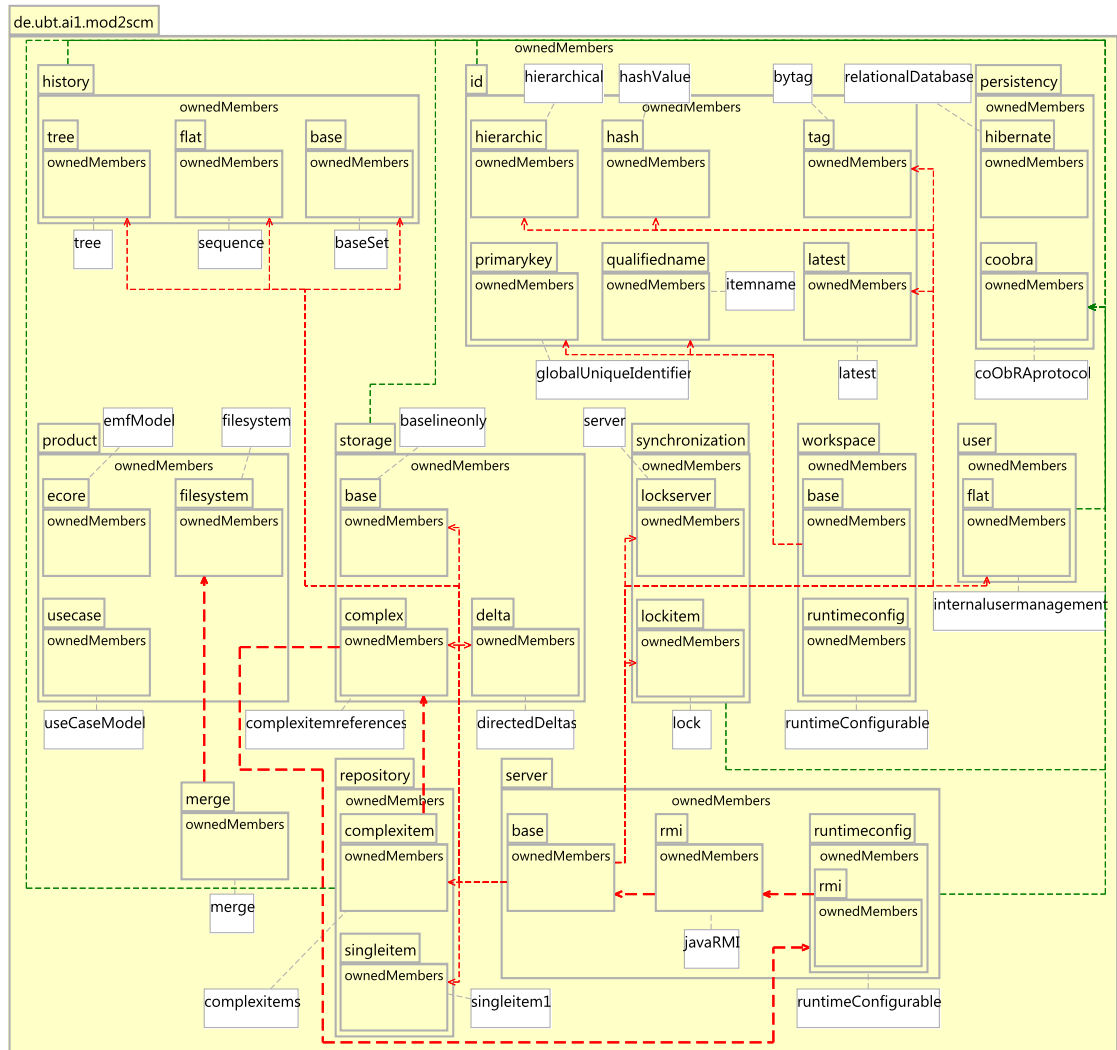 de.ubt.ai1.mod2scm
ownedMembers
history
id
hierarchical
hashValue
bytag
relationalDatabase
persistency
ownedMembers
ownedMembers
ownedMembers
tree
flat
base
hierarchic
hash
tag
hibernate
ownedMembers
ownedMembers
ownedMembers
ownedMembers
ownedMembers
ownedMembers
ownedMembers
tree
sequence
baseSet
primarykey
qualifiedname
latest
coobra
ownedMembers
ownedMembers
itemname
ownedMembers
ownedMembers
globalUniqueIdentifier
latest
coObRAprotocol
emfModel
filesystem
baselineonly
server
product
storage
synchronization
workspace
user
ownedMembers
ownedMembers
ownedMembers
ownedMembers
ownedMembers
ecore
filesystem
base
lockserver
base
flat
ownedMembers
ownedMembers
ownedMembers
ownedMembers
ownedMembers
ownedMembers
internalusermanagement
usecase
complex
delta
lockitem
runtimeconfig
ownedMembers
ownedMembers
ownedMembers
ownedMembers
ownedMembers
useCaseModel
complexitemreferences
directedDeltas
lock
runtimeConfigurable
repository
server
merge
ownedMembers
ownedMembers
ownedMembers
complexitem
base
rmi
runtimeconfig
ownedMembers
ownedMembers
ownedMembers
ownedMembers
rmi
ownedMembers
merge
javaRMI
singleitem
ownedMembers
complexitems
singleitem1
runtimeConfigurable